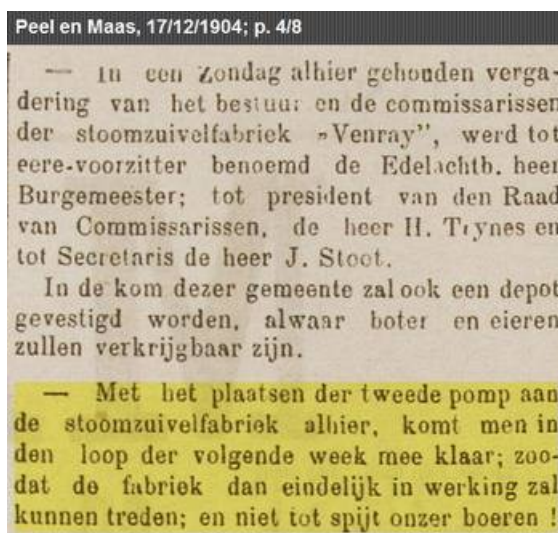 Peel en Maas, 17/12/1904; p. 4/8
— In een Zondag alhier gehouden verga-
dering van het bestuur en de commissarissen
der stoomzuivelfabriek „Venray”, werd tot
eere-voorzitter benoemd de Edelachtb. heer
Burgemeester; tot president van den Raad
van Commissarissen, de heer H. Trynes en
tot Secretaris de heer J. Stoot.
In de kom dezer gemeente zal ook een depot
gevestigd worden, alwaar boter en eieren
zullen verkrijgbaar zijn.
— Met het plaatsen der tweede pomp aan
de stoomzuivelfabriek alhier, komt men in
den loop der volgende week mee klaar; zoo-
dat de fabriek dan eindelijk in werking zal
kunnen treden; en niet tot spijt onzer boeren !